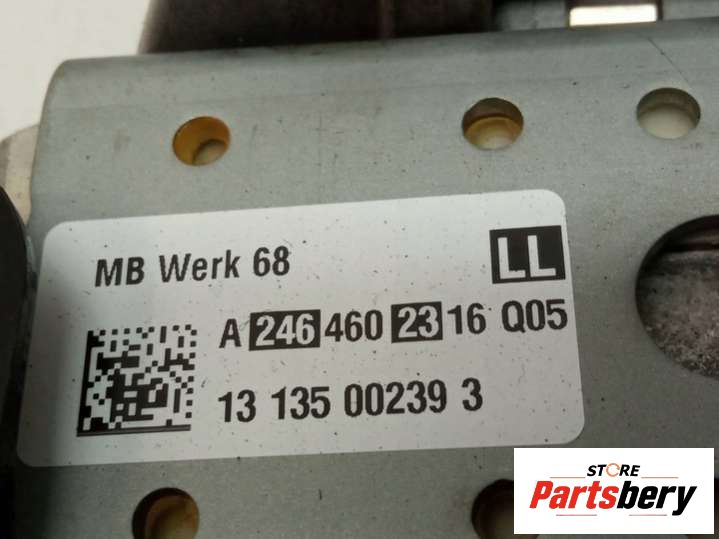 MB Werk 68
LL
A 246 460 23 16 Q05
13 135 00239 3
STORE
Partsbery